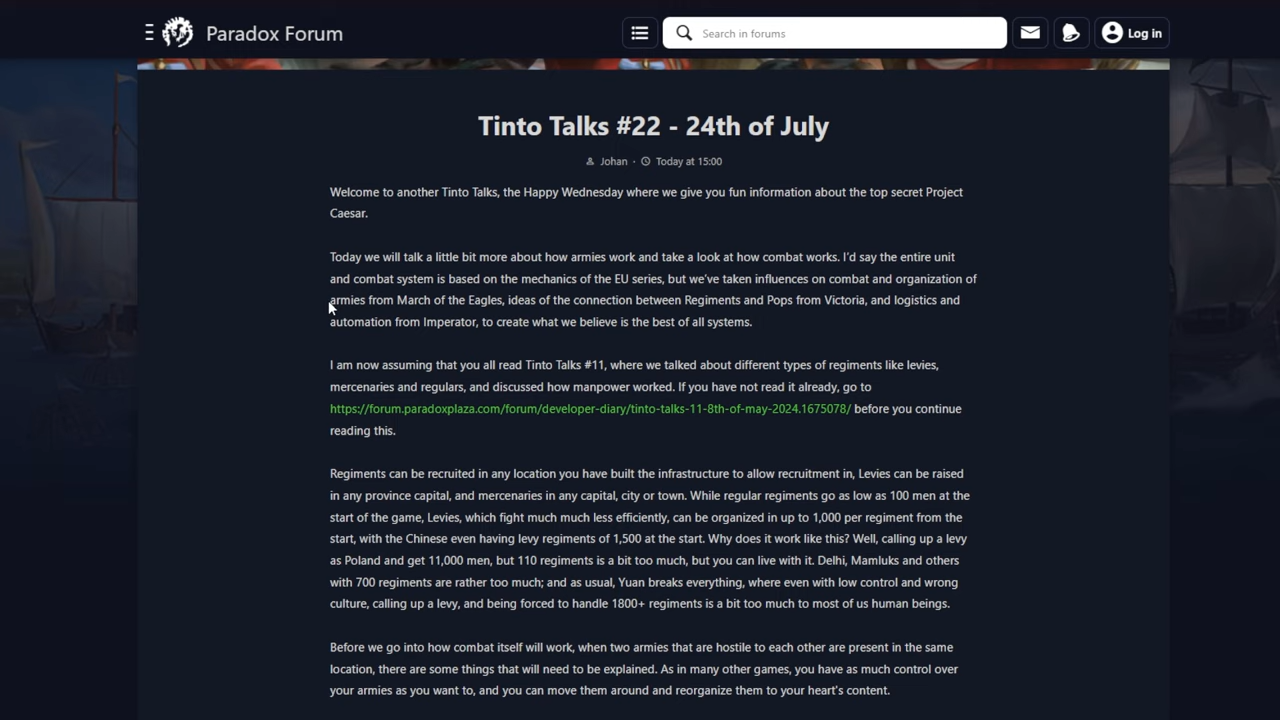 Paradox Forum
Search in forums
Log in
Tinto Talks #22 - 24th of July
Johan · Today at 15:00
Welcome to another Tinto Talks, the Happy Wednesday where we give you fun information about the top secret Project
Caesar.
Today we will talk a little bit more about how armies work and take a look at how combat works. I'd say the entire unit
and combat system is based on the mechanics of the EU series, but we've taken influences on combat and organization of
armies from March of the Eagles, ideas of the connection between Regiments and Pops from Victoria, and logistics and
automation from Imperator, to create what we believe is the best of all systems.
I am now assuming that you all read Tinto Talks #11, where we talked about different types of regiments like levies,
mercenaries and regulars, and discussed how manpower worked. If you have not read it already, go to
https://forum.paradoxplaza.com/forum/developer-diary/tinto-talks-11-8th-of-may-2024.1675078/ before you continue
reading this.
Regiments can be recruited in any location you have built the infrastructure to allow recruitment in, Levies can be raised
in any province capital, and mercenaries in any capital, city or town. While regular regiments go as low as 100 men at the
start of the game, Levies, which fight much much less efficiently, can be organized in up to 1,000 per regiment from the
start, with the Chinese even having levy regiments of 1,500 at the start. Why does it work like this? Well, calling up a levy
as Poland and get 11,000 men, but 110 regiments is a bit too much, but you can live with it. Delhi, Mamluks and others
with 700 regiments are rather too much; and as usual, Yuan breaks everything, where even with low control and wrong
culture, calling up a levy, and being forced to handle 1800+ regiments is a bit too much to most of us human beings.
Before we go into how combat itself will work, when two armies that are hostile to each other are present in the same
location, there are some things that will need to be explained. As in many other games, you have as much control over
your armies as you want to, and you can move them around and reorganize them to your heart's content.